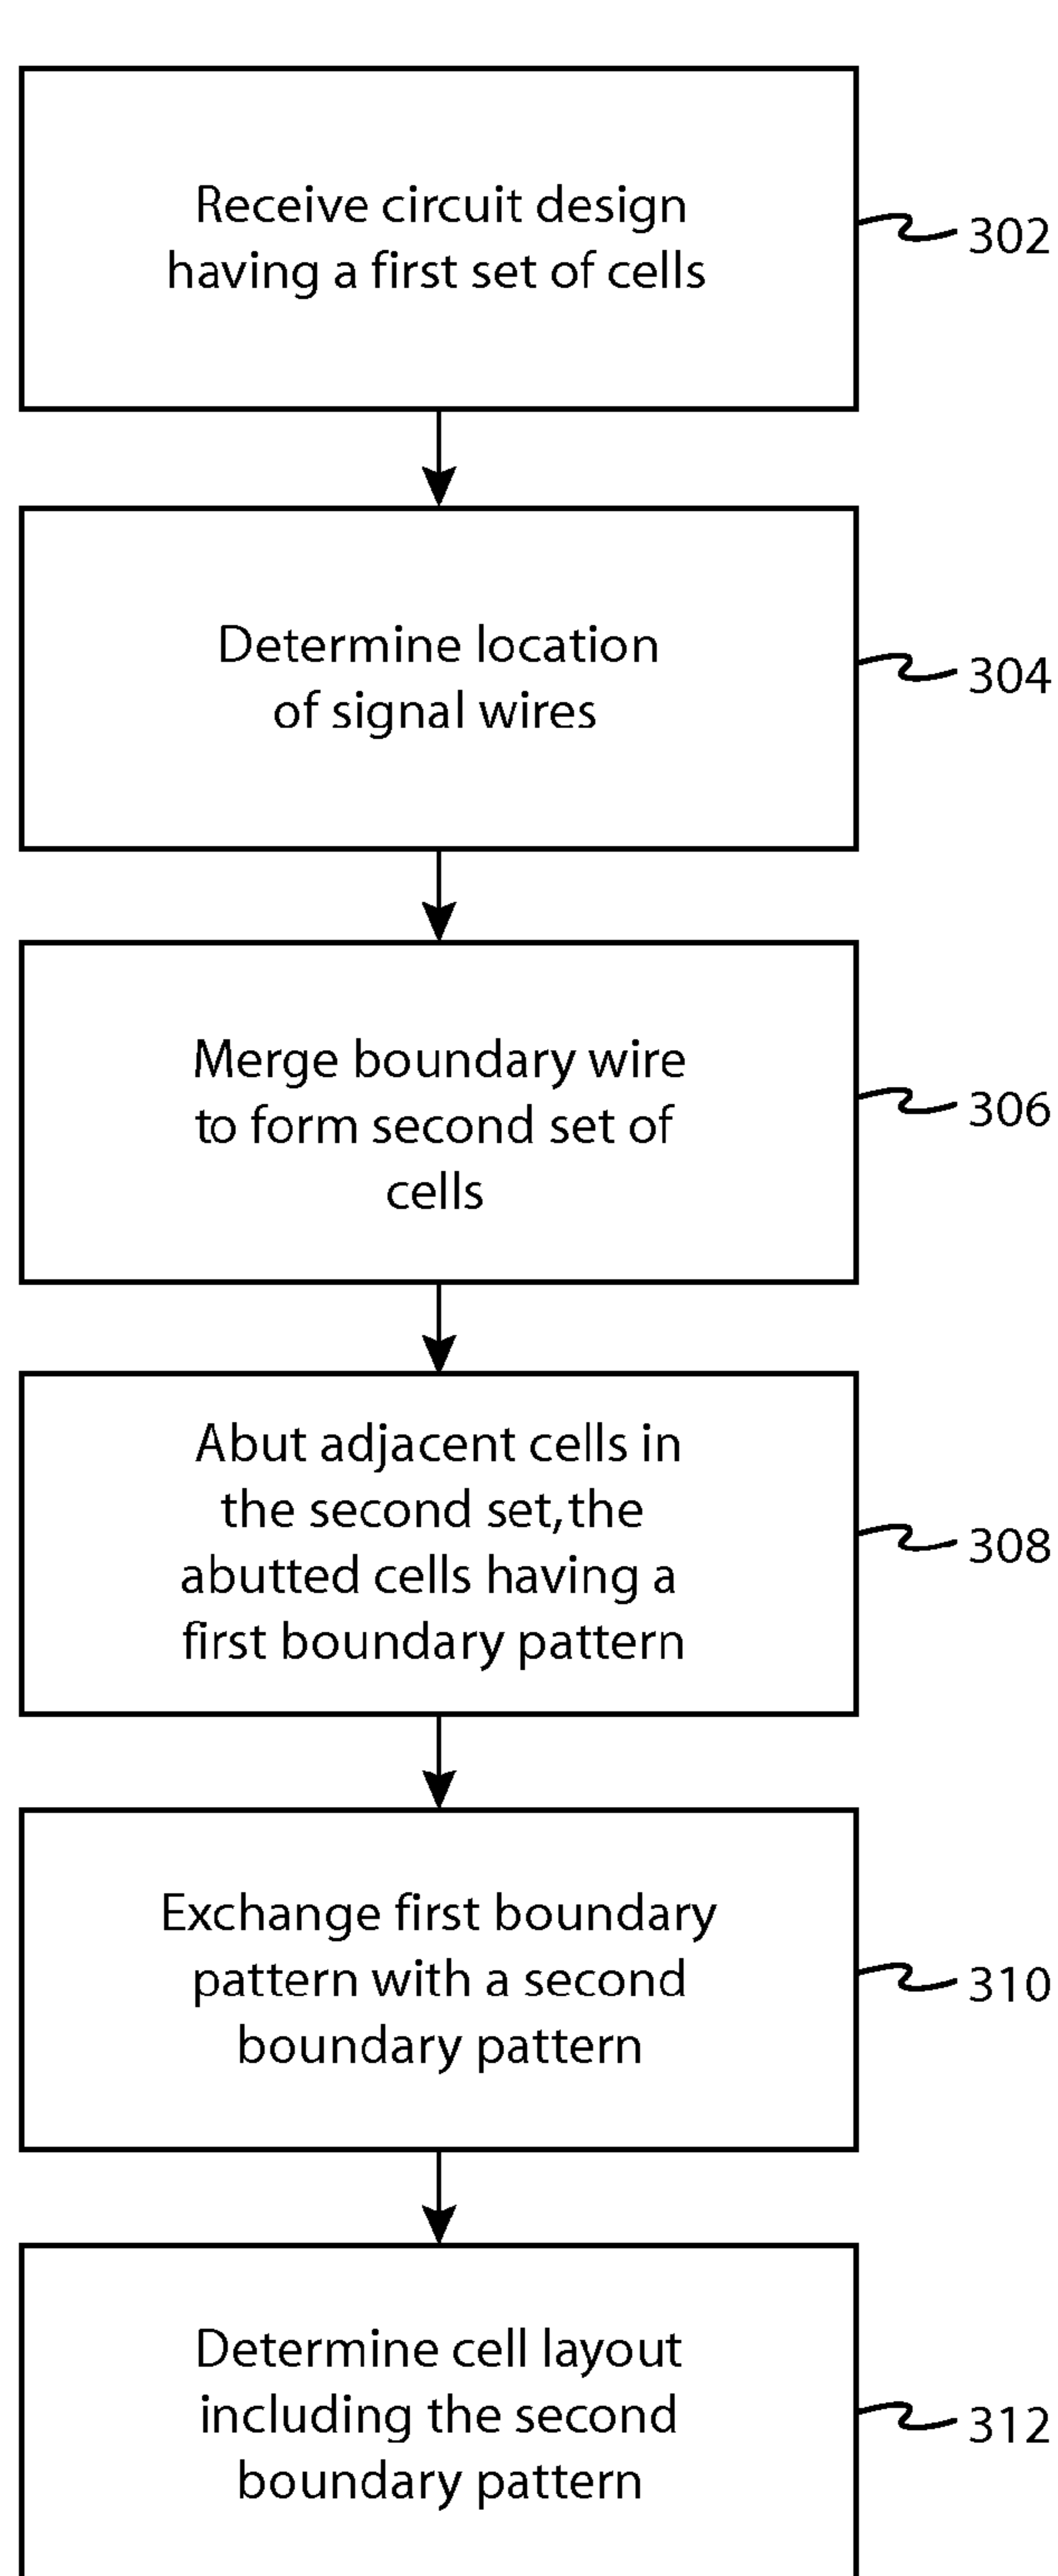 Receive circuit design
having a first set of cells
302
Determine location
of signal wires
304
Merge boundary wire
to form second set of
cells
306
Abut adjacent cells in
the second set, the
abutted cells having a
first boundary pattern
308
Exchange first boundary
pattern with a second
boundary pattern
310
Determine cell layout
including the second
boundary pattern
312